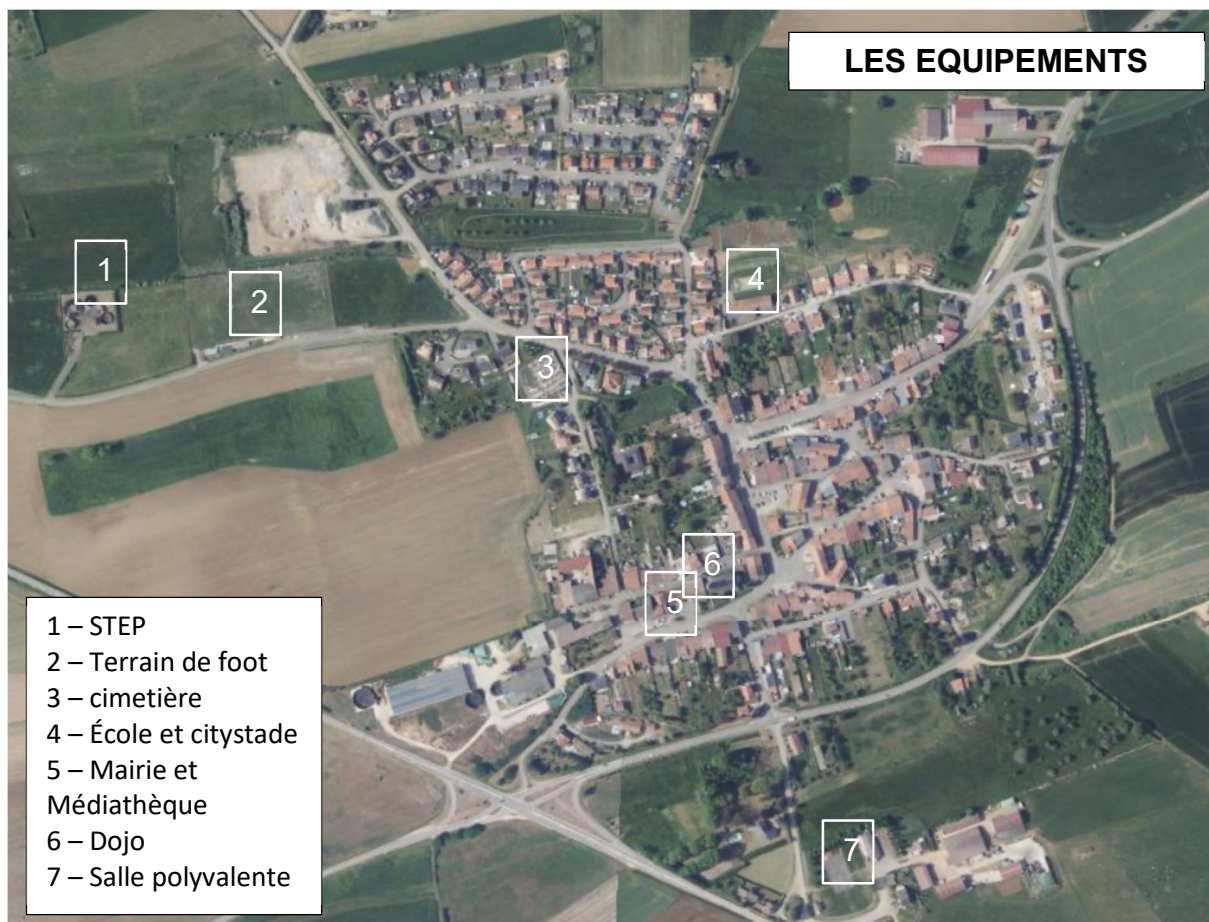 LES EQUIPEMENTS
1
2
3
4
5
6
7
1 – STEP
2 – Terrain de foot
3 – cimetière
4 – École et citystade
5 – Mairie et
Médiathèque
6 – Dojo
7 – Salle polyvalente